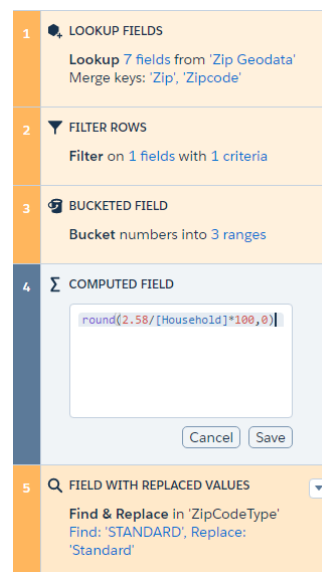 1 LOOKUP FIELDS
Lookup 7 fields from 'Zip Geodata'
Merge keys: 'Zip', 'Zipcode'
2 FILTER ROWS
Filter on 1 fields with 1 criteria
3 BUCKETED FIELD
Bucket numbers into 3 ranges
4 COMPUTED FIELD
round(2.58/[Household]*100,0)
Cancel Save
5 FIELD WITH REPLACED VALUES
Find & Replace in 'ZipCodeType'
Find: 'STANDARD', Replace:
'Standard'